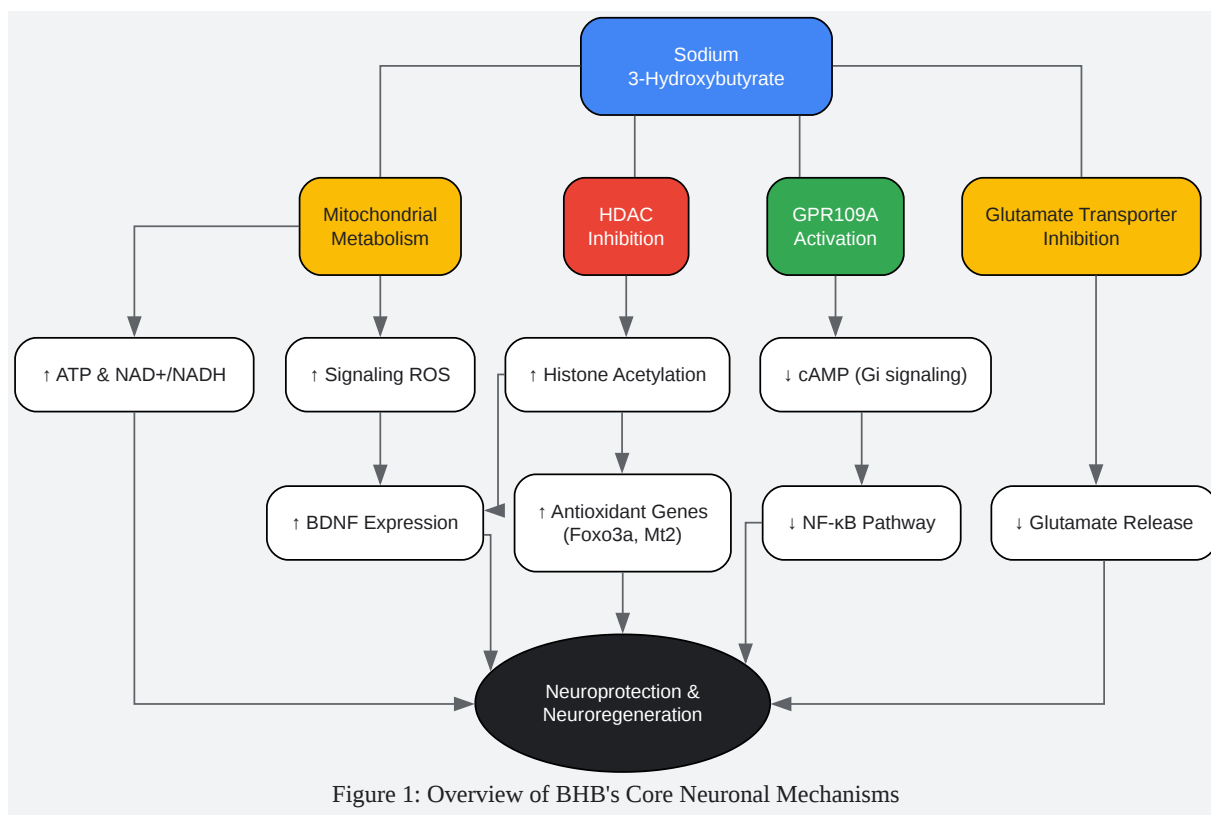 Sodium
3-Hydroxybutyrate
Mitochondrial
Metabolism
HDAC
Inhibition
GPR109A
Activation
Glutamate Transporter
Inhibition
↑ ATP & NAD+/NADH
↑ Signaling ROS
↑ Histone Acetylation
↓ cAMP (Gi signaling)
↑ BDNF Expression
↑ Antioxidant Genes
(Foxo3a, Mt2)
↓ NF-κB Pathway
↓ Glutamate Release
Neuroprotection &
Neuroregeneration
Figure 1: Overview of BHB's Core Neuronal Mechanisms